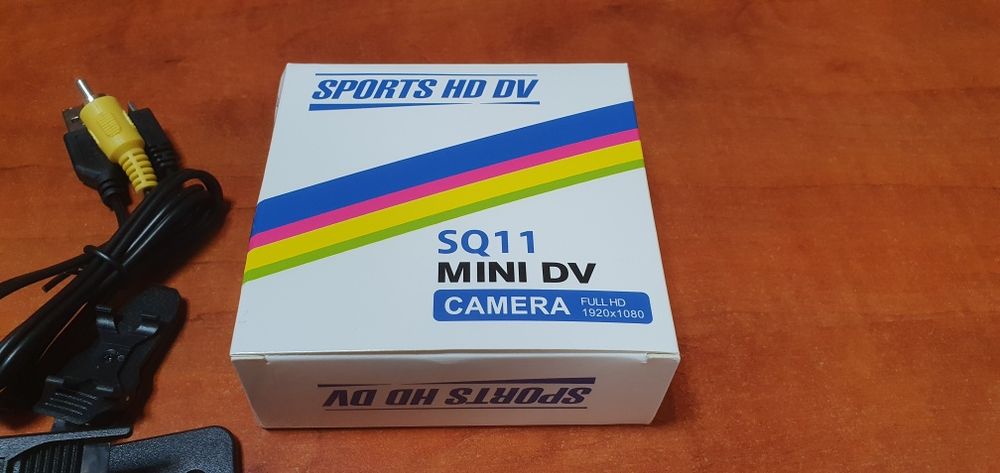 SPORTS HD DV
SQ11
MINI DV
CAMERA FULL HD
1920x1080
SPORTS HD DV